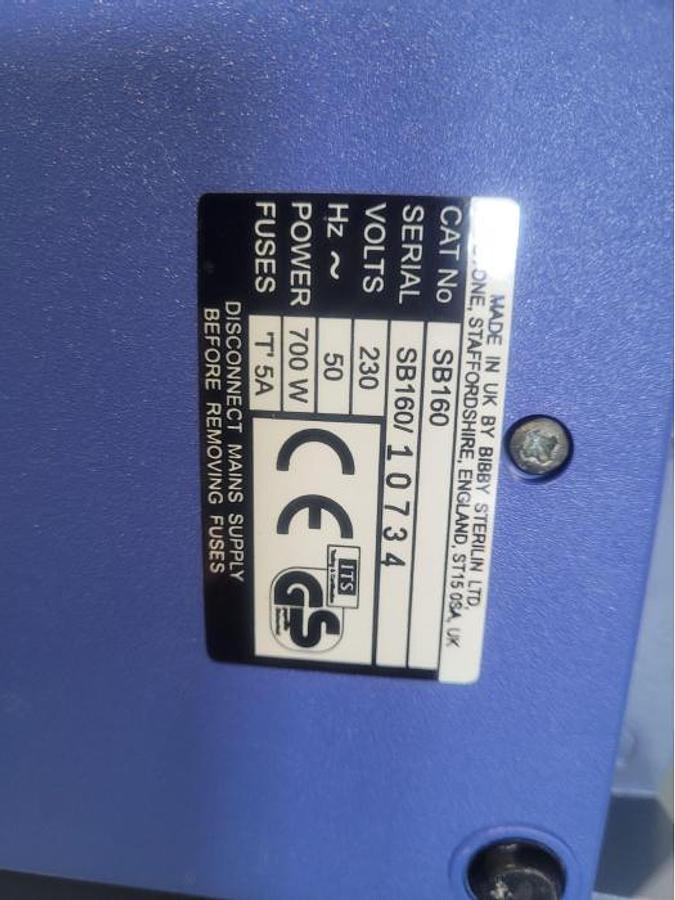 MADE IN UK BY BIBBY STERILIN LTD,
STAFFORDSHIRE, ENGLAND, ST15 0SA, UK
CAT No SB160
SERIAL SB160/10734
VOLTS 230
Hz ~ 50
POWER 700 W
FUSES 'T' 5A
CE
ITS
GS
DISCONNECT MAINS SUPPLY
BEFORE REMOVING FUSES